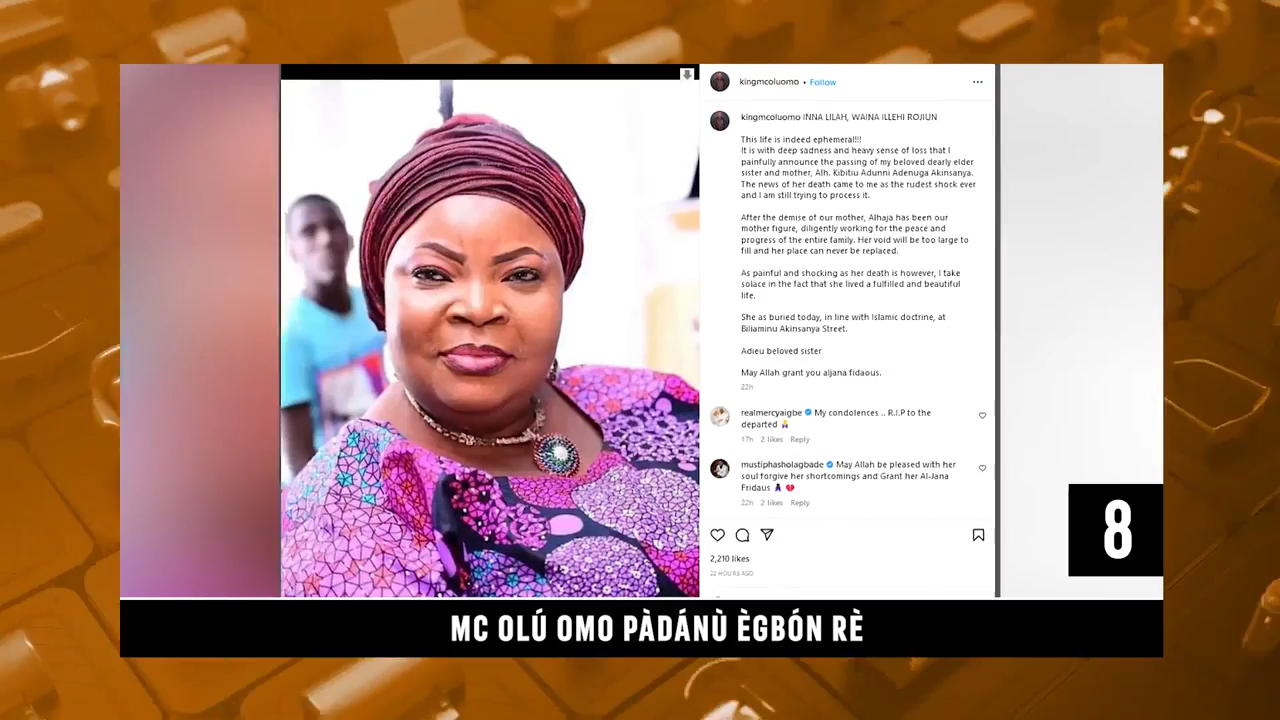 kingmcoluomo • Follow
kingmcoluomo INNA LILAH, WAINA ILLEHI ROJIUN
This life is indeed ephemeral!!!
It is with deep sadness and heavy sense of loss that I
painfully announce the passing of my beloved dearly elder
sister and mother, Alh. Kibitiu Adunni Adenuga Akinsanya.
The news of her death came to me as the rudest shock ever
and I am still trying to process it.
After the demise of our mother, Alhaja has been our
mother figure, diligently working for the peace and
progress of the entire family. Her void will be too large to
fill and her place can never be replaced.
As painful and shocking as her death is however, I take
solace in the fact that she lived a fulfilled and beautiful
life.
She as buried today, in line with Islamic doctrine, at
Biliaminu Akinsanya Street.
Adieu beloved sister
May Allah grant you aljana fidaous.
22h
realmercyaigbe My condolences .. R.I.P to the
departed
17h 2 likes Reply
mustiphasholagbade May Allah be pleased with her
soul forgive her shortcomings and Grant her Al-Jana
Fridaus
22h 2 likes Reply
2,210 likes
22 HOURS AGO
8
MC OLÚ OMO PÀDÁNÙ ÈGBÓN RÈ